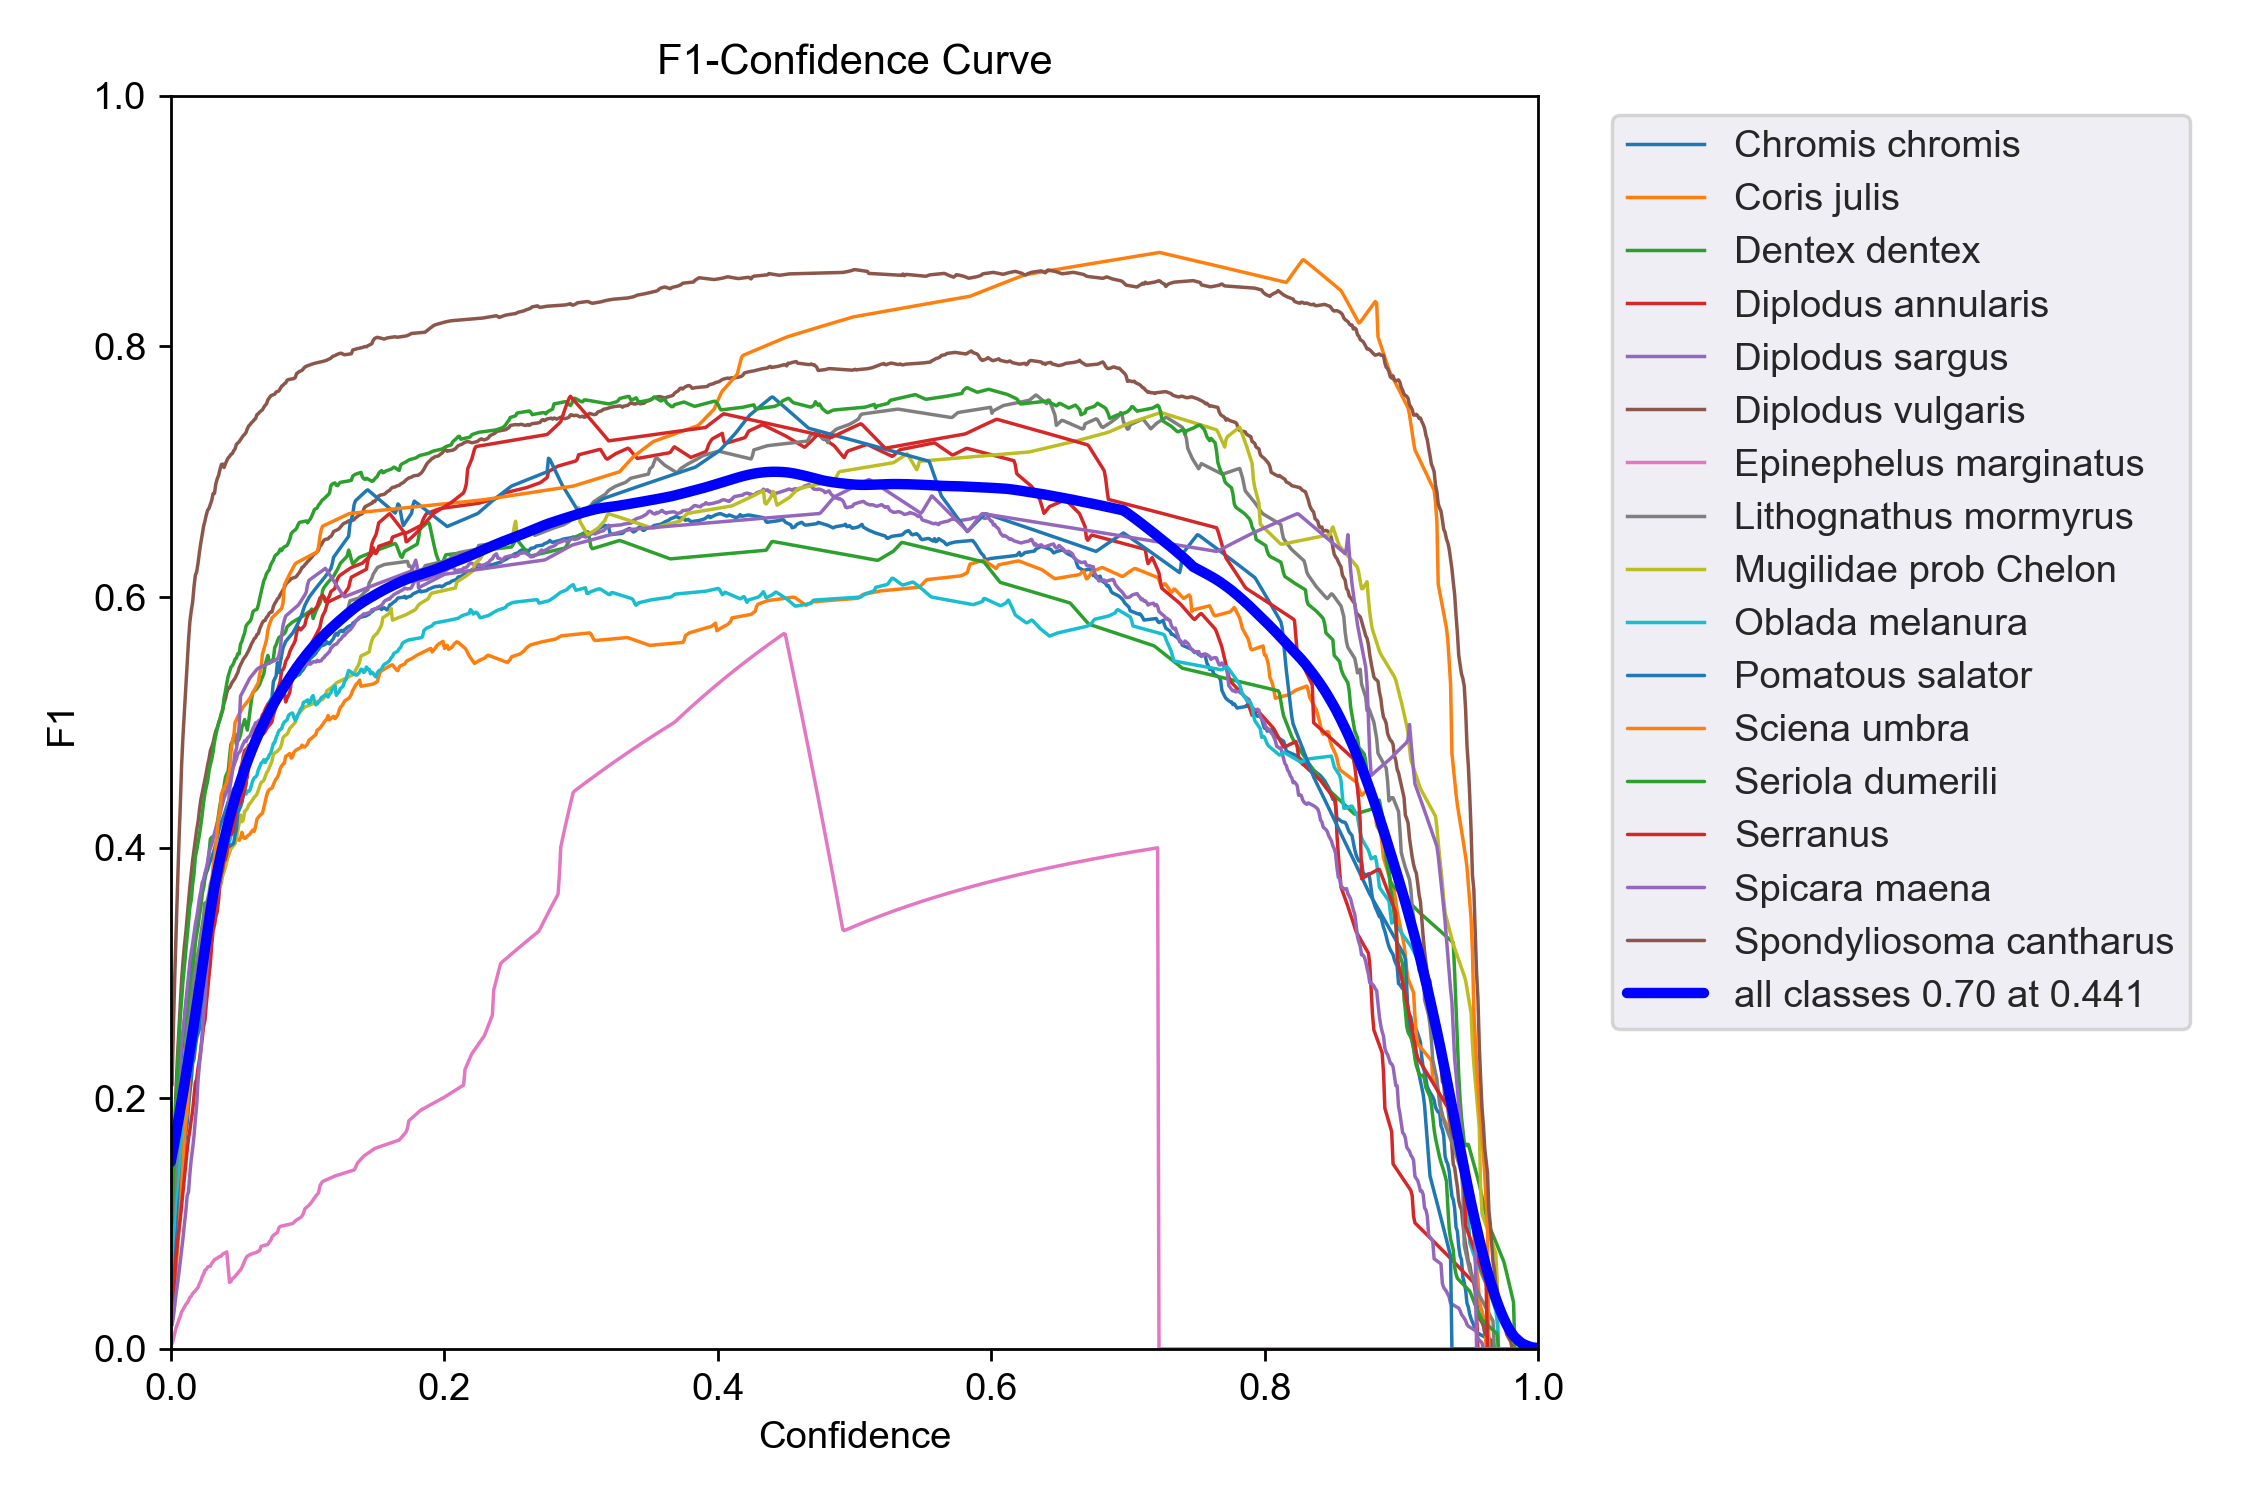 F1-Confidence Curve
1.0
0.8
0.6
0.4
0.2
0.0
F1
0.0 0.2 0.4 0.6 0.8 1.0
Confidence
Chromis chromis
Coris julis
Dentex dentex
Diplodus annularis
Diplodus sargus
Diplodus vulgaris
Epinephelus marginatus
Lithognathus mormyrus
Mugilidae prob Chelon
Oblada melanura
Pomatous salator
Sciena umbra
Seriola dumerili
Serranus
Spicara maena
Spondyliosoma cantharus
all classes 0.70 at 0.441